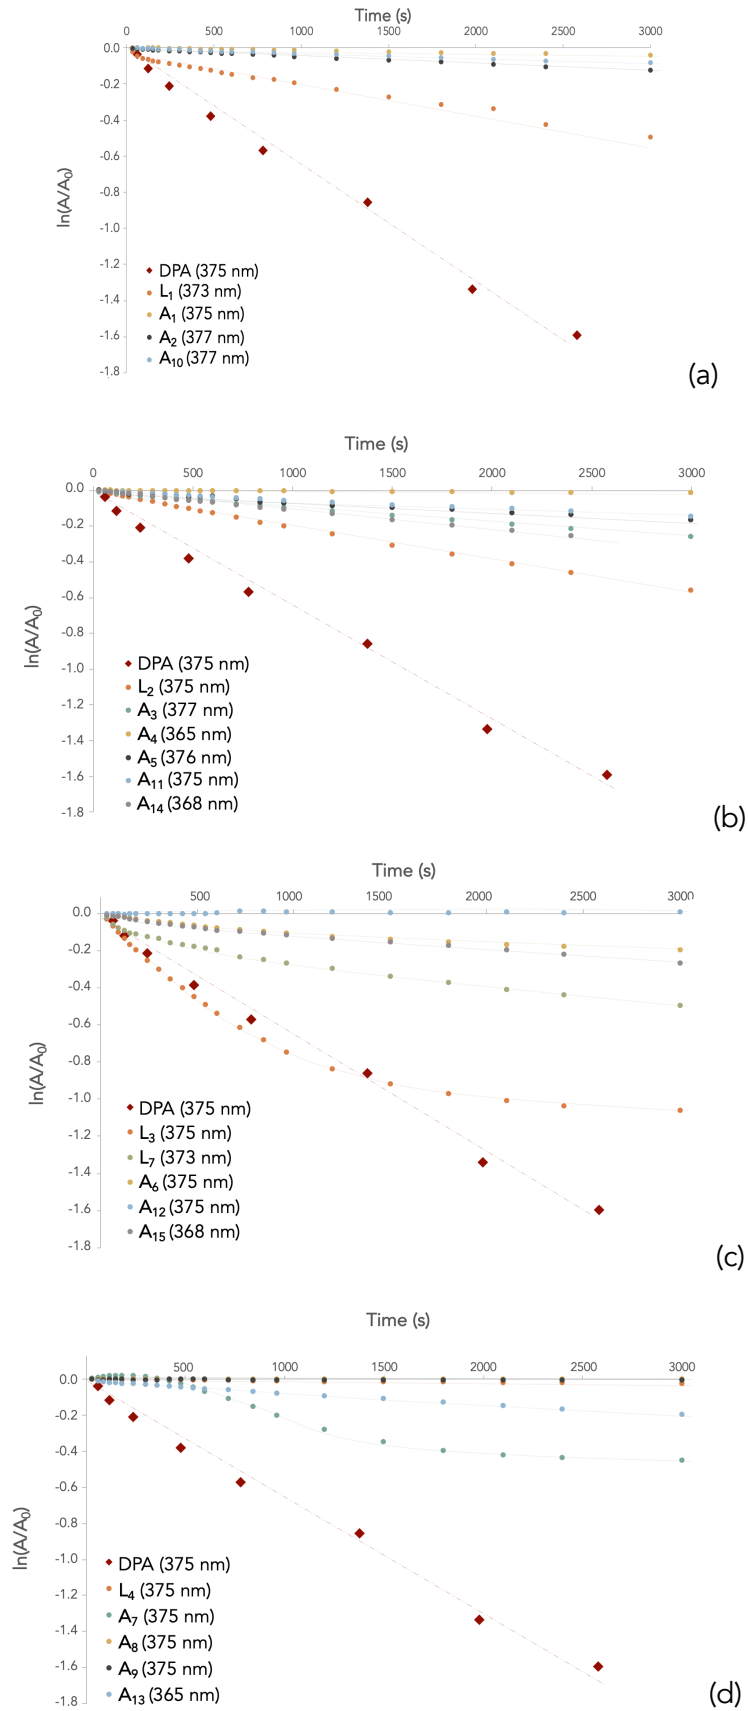 Time (s)
0 500 1000 1500 2000 2500 3000
0.0
-0.2
-0.4
-0.6
-0.8
-1.0
-1.2
-1.4
-1.6
-1.8
ln(A/A₀)
DPA (375 nm)
L₁ (373 nm)
A₁ (375 nm)
A₂ (377 nm)
A₁₀ (377 nm)
(a)
Time (s)
0 500 1000 1500 2000 2500 3000
0.0
-0.2
-0.4
-0.6
-0.8
-1.0
-1.2
-1.4
-1.6
-1.8
ln(A/A₀)
DPA (375 nm)
L₂ (375 nm)
A₃ (377 nm)
A₄ (365 nm)
A₅ (376 nm)
A₁₁ (375 nm)
A₁₄ (368 nm)
(b)
Time (s)
500 1000 1500 2000 2500 3000
0.0
-0.2
-0.4
-0.6
-0.8
-1.0
-1.2
-1.4
-1.6
-1.8
ln(A/A₀)
DPA (375 nm)
L₃ (375 nm)
L₇ (373 nm)
A₆ (375 nm)
A₁₂ (375 nm)
A₁₅ (368 nm)
(c)
Time (s)
0 500 1000 1500 2000 2500 3000
0.0
-0.2
-0.4
-0.6
-0.8
-1.0
-1.2
-1.4
-1.6
-1.8
ln(A/A₀)
DPA (375 nm)
L₄ (375 nm)
A₇ (375 nm)
A₈ (375 nm)
A₉ (375 nm)
A₁₃ (365 nm)
(d)